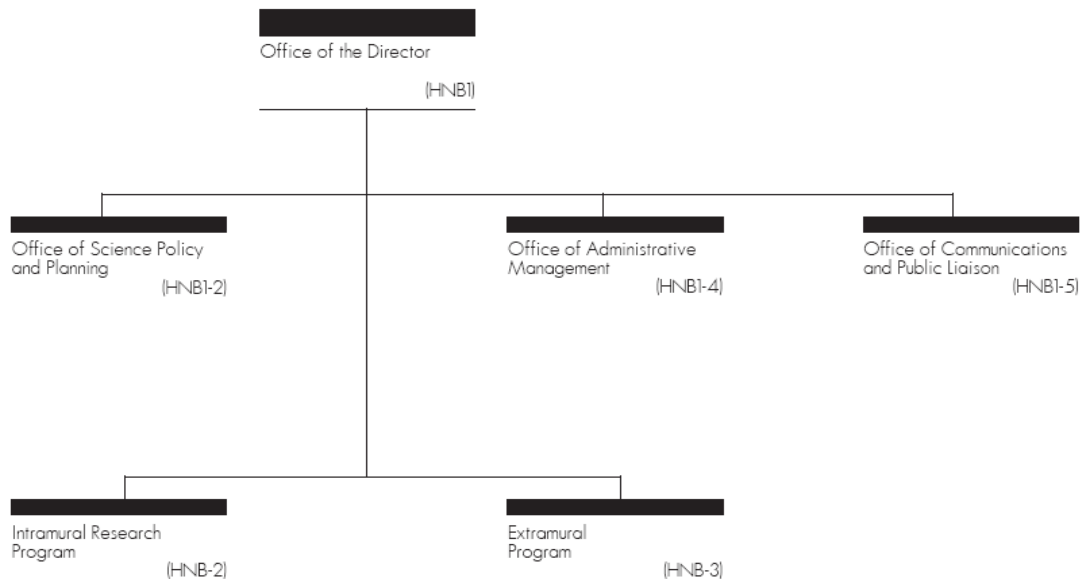 Office of the Director
(HNB1)
Office of Science Policy
and Planning
(HNB1-2)
Office of Administrative
Management
(HNB1-4)
Office of Communications
and Public Liaison
(HNB1-5)
Intramural Research
Program
(HNB-2)
Extramural
Program
(HNB-3)